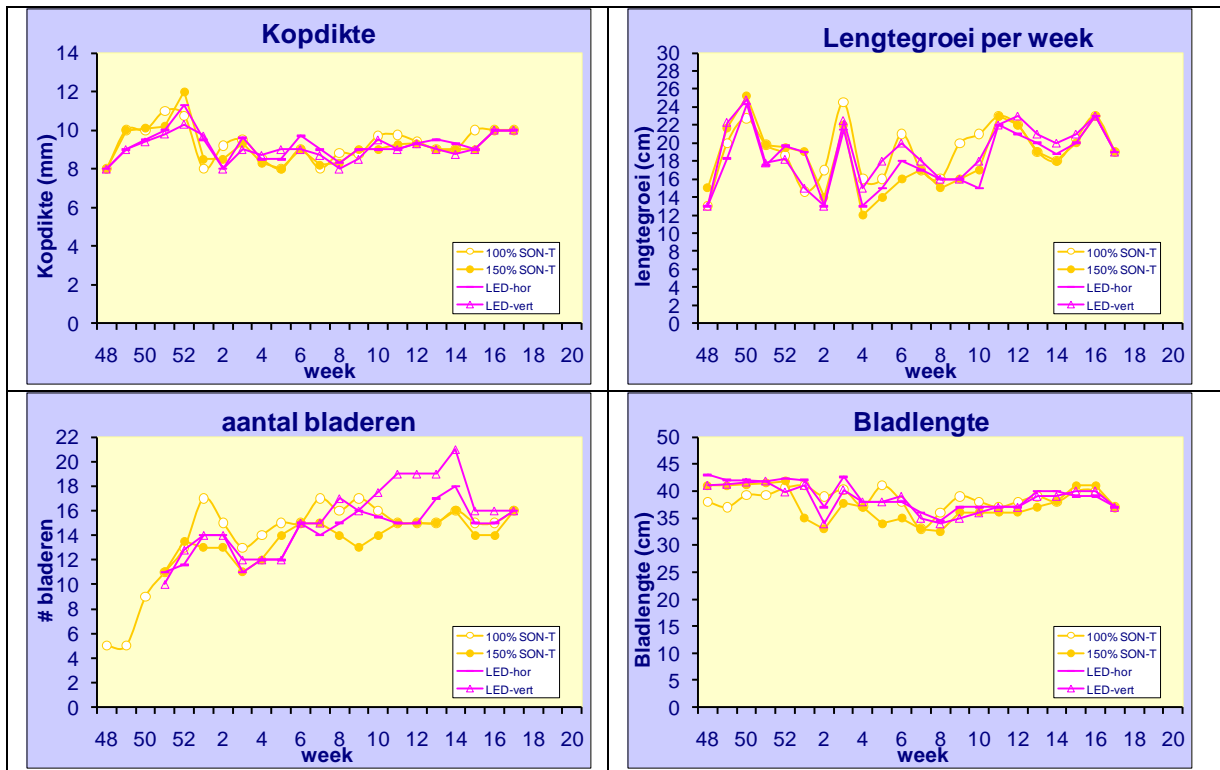 Kopdikte
14
12
10
8
6
4
2
0
Kopdikte (mm)
48 50 52 2 4 6 8 10 12 14 16 18 20
week
100% SON-T
150% SON-T
LED-hor
LED-vert
Lengtegroei per week
30
28
26
24
22
20
18
16
14
12
10
8
6
4
2
0
lengtegroei (cm)
48 50 52 2 4 6 8 10 12 14 16 18 20
week
100% SON-T
150% SON-T
LED-hor
LED-vert
aantal bladeren
22
20
18
16
14
12
10
8
6
4
2
0
# bladeren
48 50 52 2 4 6 8 10 12 14 16 18 20
week
100% SON-T
150% SON-T
LED-hor
LED-vert
Bladlengte
50
45
40
35
30
25
20
15
10
5
0
Bladlengte (cm)
48 50 52 2 4 6 8 10 12 14 16 18 20
week
100% SON-T
150% SON-T
LED-hor
LED-vert